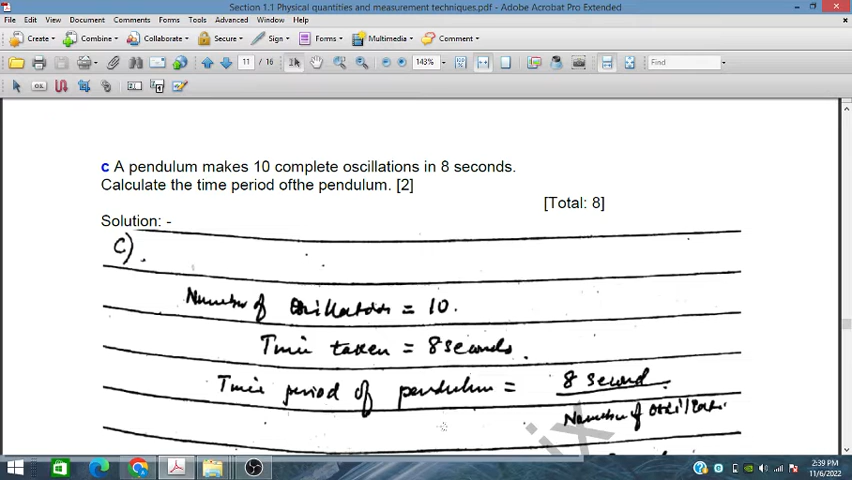 Section 1.1 Physical quantities and measurement techniques.pdf - Adobe Acrobat Pro Extended
File Edit View Document Comments Forms Tools Advanced Window Help
Create Combine Collaborate Secure Sign Forms Multimedia Comment
11 / 16 143% Find
c A pendulum makes 10 complete oscillations in 8 seconds.
Calculate the time period ofthe pendulum. [2]
[Total: 8]
Solution: -
C).
Number of Oscillations = 10.
Time taken = 8 seconds.
Time period of pendulum = 8 second
Number of Oscillations
ix
2:39 PM
11/6/2022